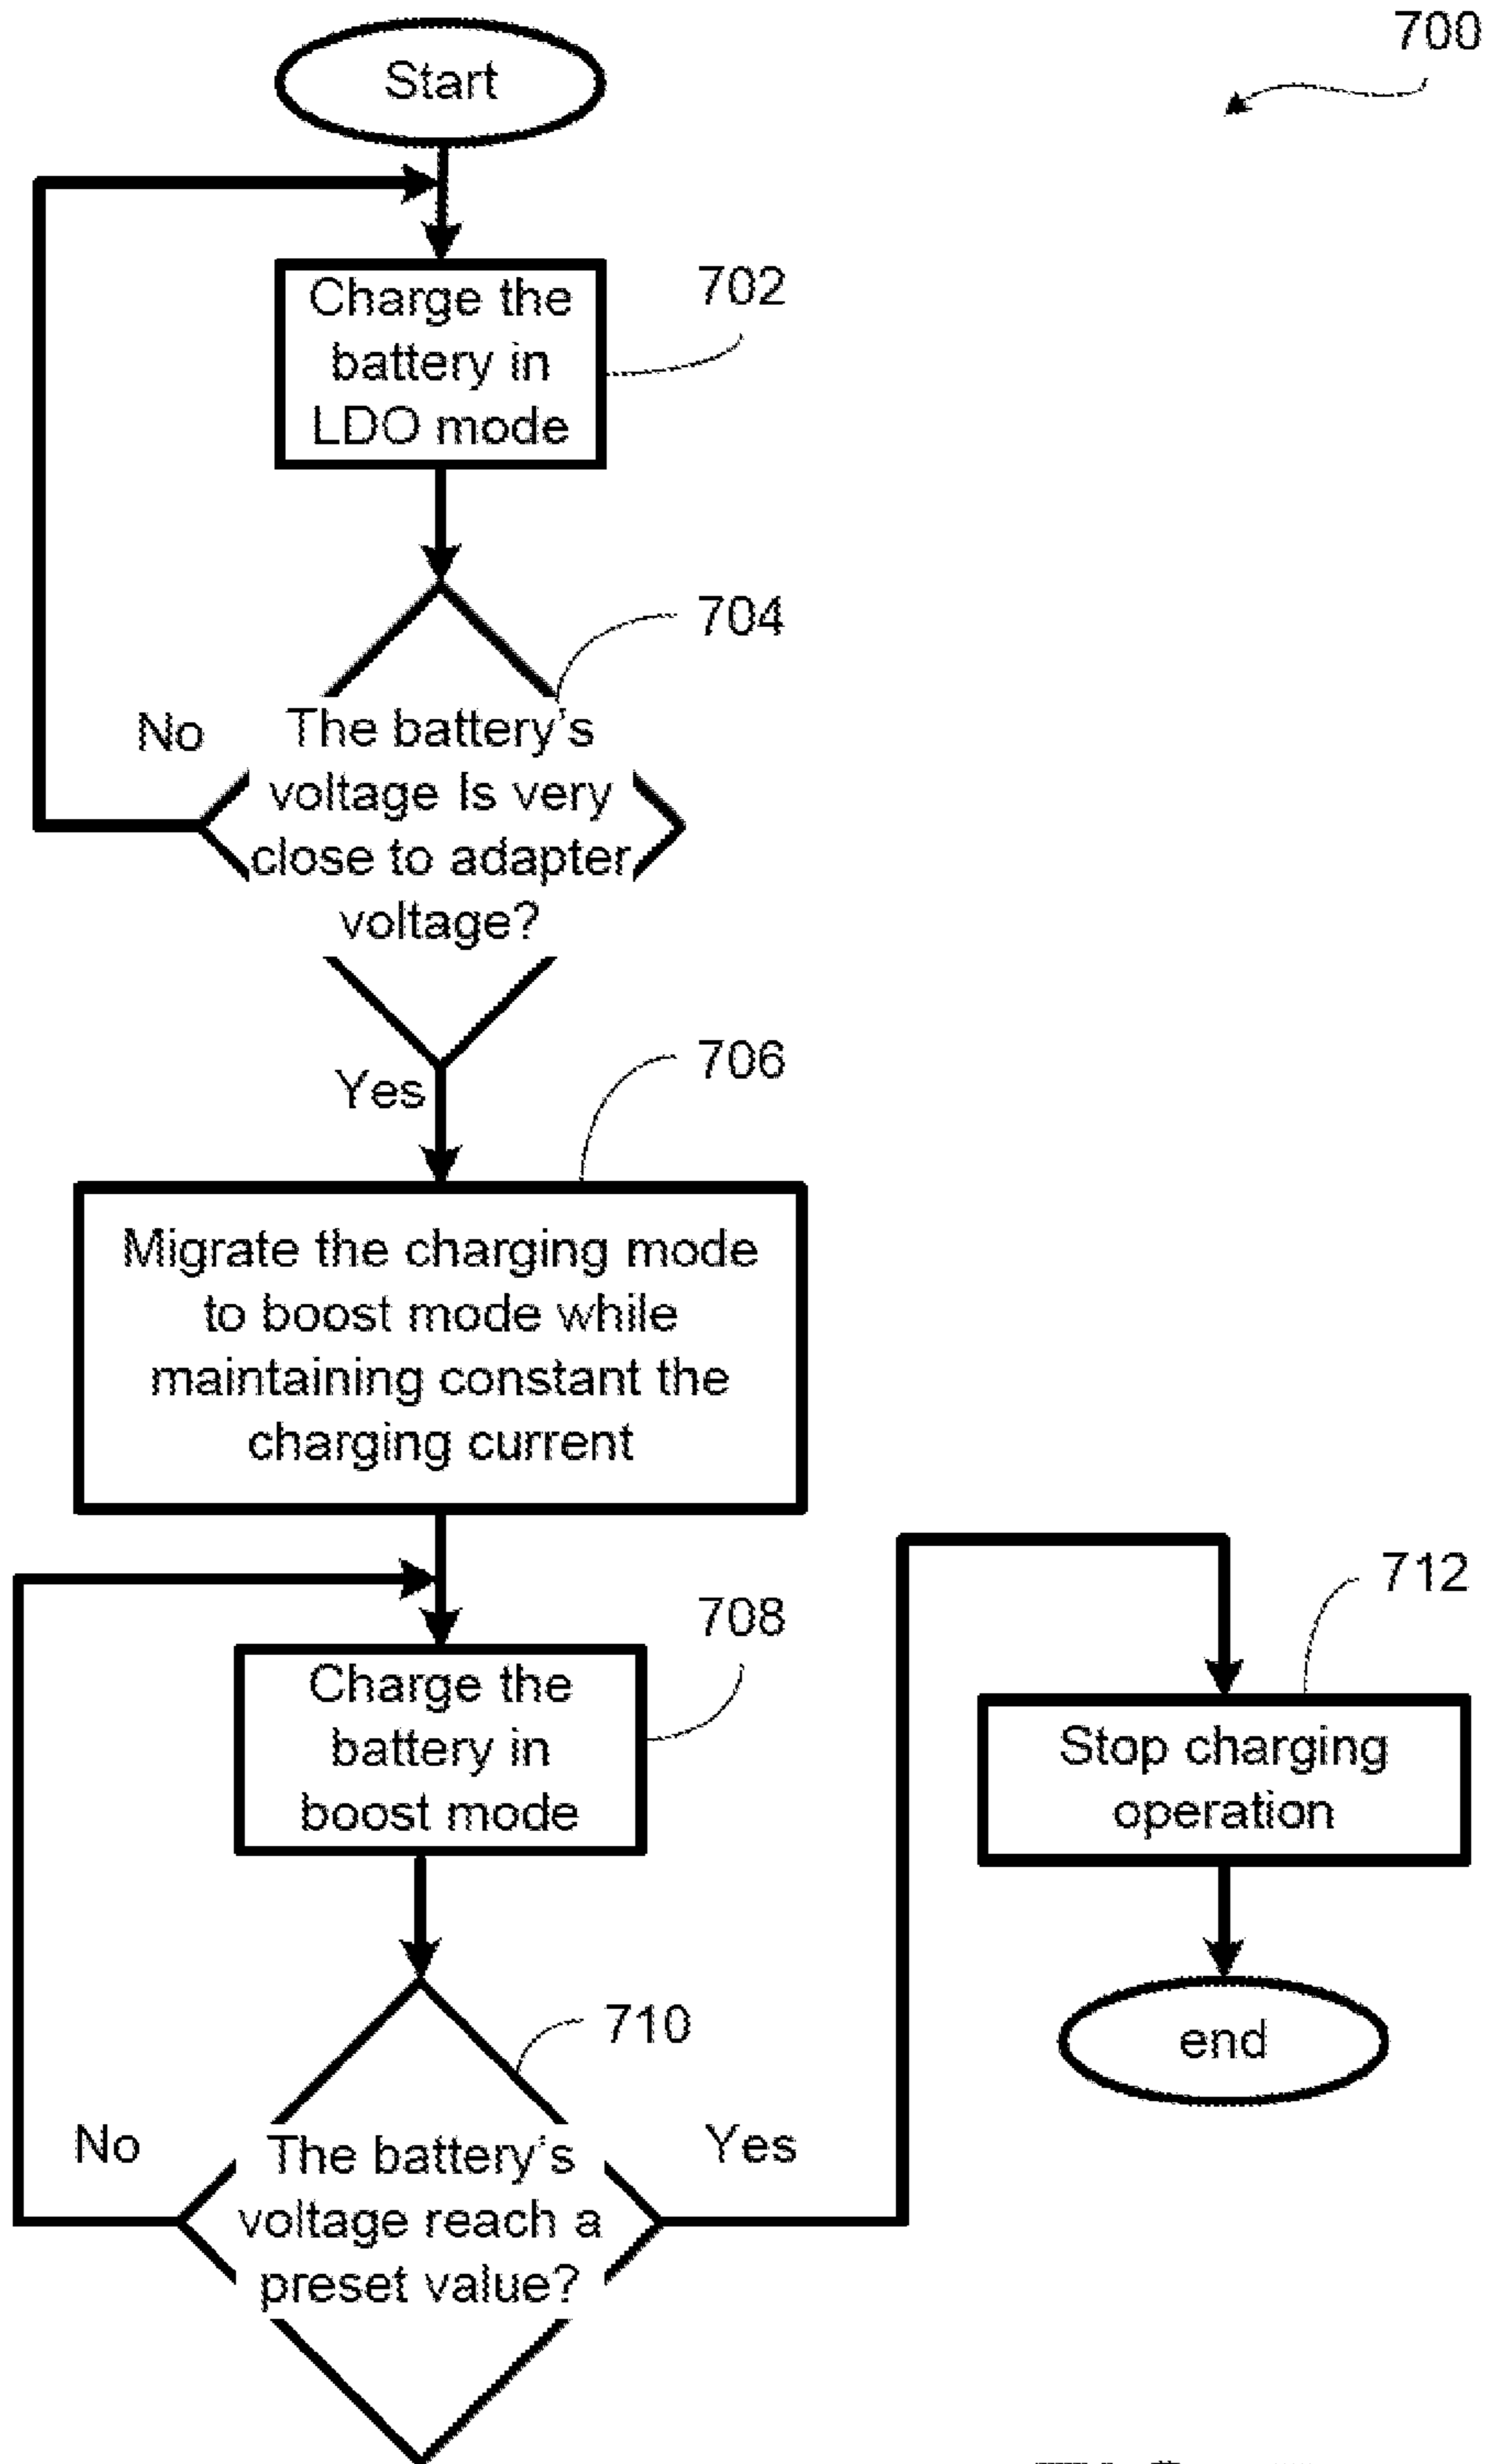 700
Start
702
Charge the
battery in
LDO mode
704
No
The battery's
voltage Is very
close to adapter
voltage?
Yes
706
Migrate the charging mode
to boost mode while
maintaining constant the
charging current
708
Charge the
battery in
boost mode
710
No
The battery's
voltage reach a
preset value?
Yes
712
Stop charging
operation
end